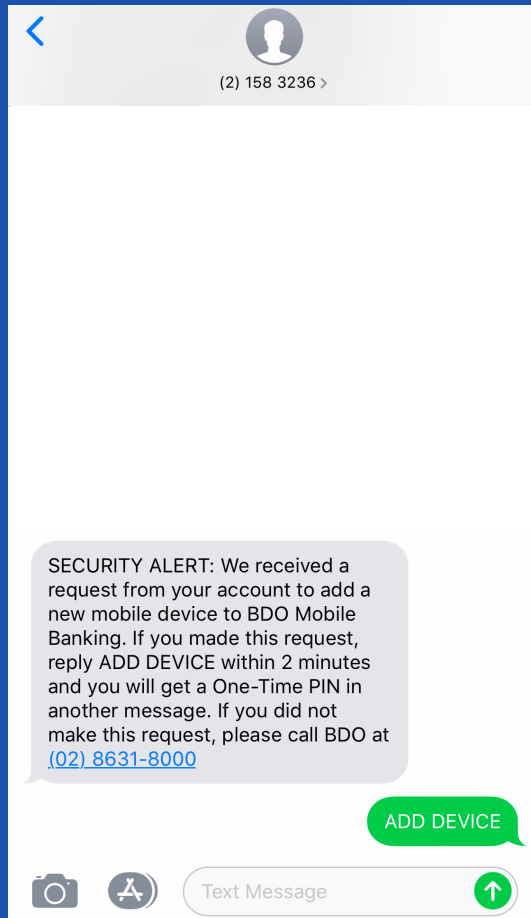 (2) 158 3236 >
SECURITY ALERT: We received a
request from your account to add a
new mobile device to BDO Mobile
Banking. If you made this request,
reply ADD DEVICE within 2 minutes
and you will get a One-Time PIN in
another message. If you did not
make this request, please call BDO at
(02) 8631-8000
ADD DEVICE
Text Message